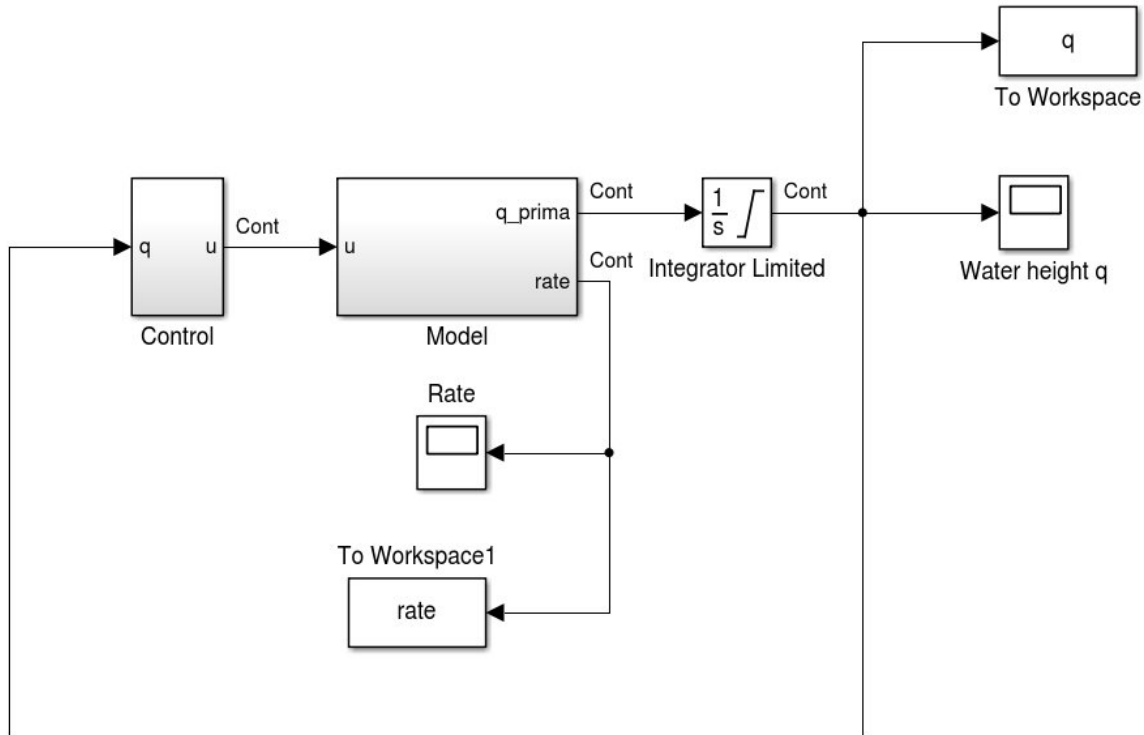 q
To Workspace
Cont
q_prima
Cont
1
s
Cont
q
u
u
rate
Cont
Integrator Limited
Water height q
Control
Model
Rate
To Workspace1
rate